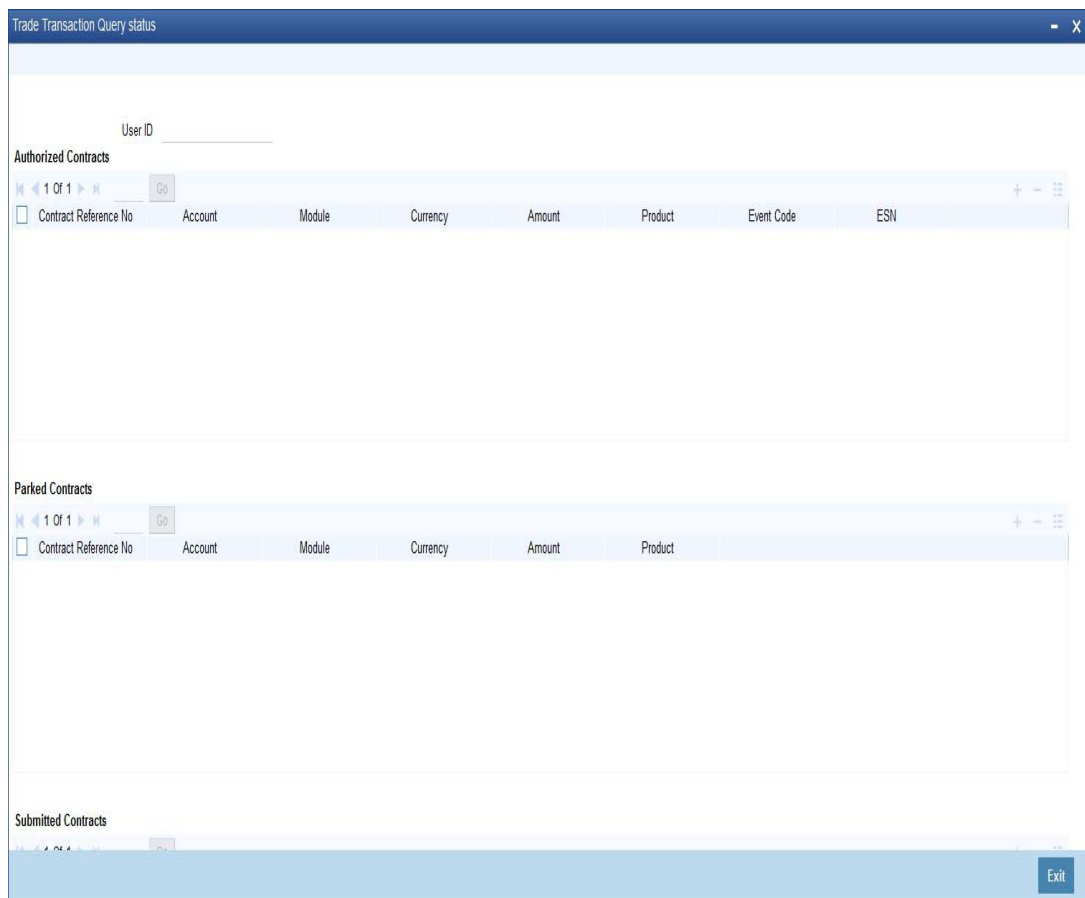 Trade Transaction Query status
User ID
Authorized Contracts
1 Of 1 Go
Contract Reference No Account Module Currency Amount Product Event Code ESN
Parked Contracts
1 Of 1 Go
Contract Reference No Account Module Currency Amount Product
Submitted Contracts
Exit